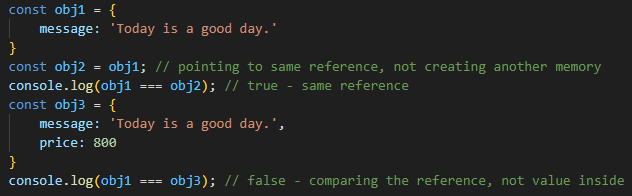 const obj1 = {
    message: 'Today is a good day.'
}
const obj2 = obj1; // pointing to same reference, not creating another memory
console.log(obj1 === obj2); // true - same reference
const obj3 = {
    message: 'Today is a good day.',
    price: 800
}
console.log(obj1 === obj3); // false - comparing the reference, not value inside